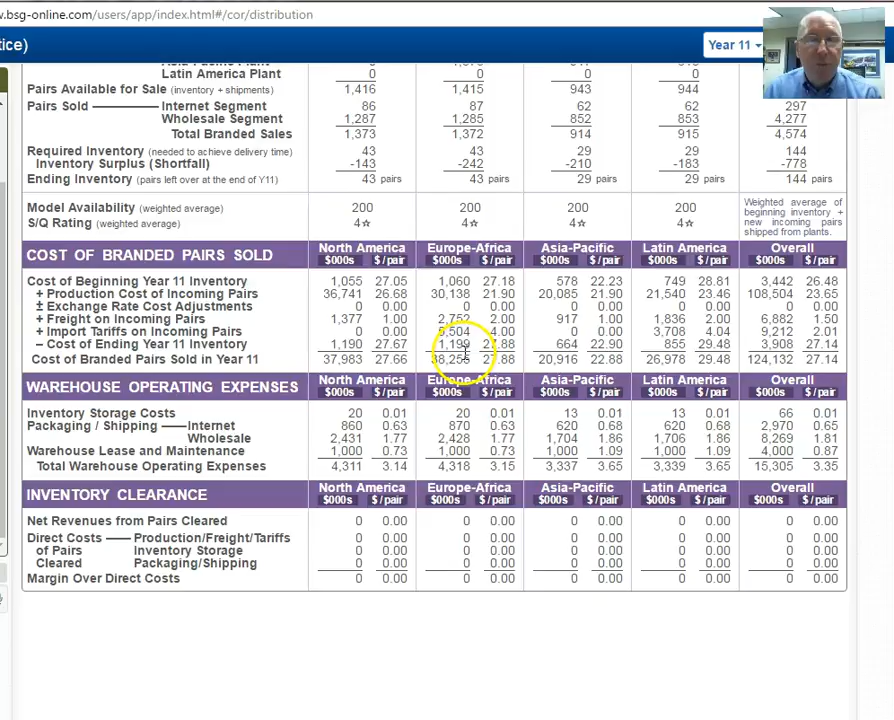 w.bsg-online.com/users/app/index.html#/cor/distribution
tice) Year 11
Latin America Plant 0 0 0 0
Pairs Available for Sale (inventory + shipments) 1,416 1,415 943 944
Pairs Sold Internet Segment 86 87 62 62 297
Wholesale Segment 1,287 1,285 852 853 4,277
Total Branded Sales 1,373 1,372 914 915 4,574
Required Inventory (needed to achieve delivery time) 43 43 29 29 144
Inventory Surplus (Shortfall) -143 -242 -210 -183 -778
Ending Inventory (pairs left over at the end of Y11) 43 pairs 43 pairs 29 pairs 29 pairs 144 pairs
Model Availability (weighted average) 200 200 200 200
S/Q Rating (weighted average) 4☆ 4☆ 4☆ 4☆
Weighted average of
beginning inventory +
new incoming pairs
shipped from plants.
COST OF BRANDED PAIRS SOLD North America Europe-Africa Asia-Pacific Latin America Overall
$000s $/pair $000s $/pair $000s $/pair $000s $/pair $000s $/pair
Cost of Beginning Year 11 Inventory 1,055 27.05 1,060 27.18 578 22.23 749 28.81 3,442 26.48
+ Production Cost of Incoming Pairs 36,741 26.68 30,138 21.90 20,085 21.90 21,540 23.46 108,504 23.65
± Exchange Rate Cost Adjustments 0 0.00 0 0.00 0 0.00 0 0.00 0 0.00
+ Freight on Incoming Pairs 1,377 1.00 2,752 2.00 917 1.00 1,836 2.00 6,882 1.50
+ Import Tariffs on Incoming Pairs 0 0.00 4.00 0 0.00 3,708 4.04 9,212 2.01
– Cost of Ending Year 11 Inventory 1,190 27.67 664 22.90 855 29.48 3,908 27.14
Cost of Branded Pairs Sold in Year 11 37,983 27.66 20,916 22.88 26,978 29.48 124,132 27.14
WAREHOUSE OPERATING EXPENSES North America Europe-Africa Asia-Pacific Latin America Overall
$000s $/pair $000s $/pair $000s $/pair $000s $/pair $000s $/pair
Inventory Storage Costs 20 0.01 20 0.01 13 0.01 13 0.01 66 0.01
Packaging / Shipping Internet 860 0.63 870 0.63 620 0.68 620 0.68 2,970 0.65
Wholesale 2,431 1.77 2,428 1.77 1,704 1.86 1,706 1.86 8,269 1.81
Warehouse Lease and Maintenance 1,000 0.73 1,000 0.73 1,000 1.09 1,000 1.09 4,000 0.87
Total Warehouse Operating Expenses 4,311 3.14 4,318 3.15 3,337 3.65 3,339 3.65 15,305 3.35
INVENTORY CLEARANCE North America Europe-Africa Asia-Pacific Latin America Overall
$000s $/pair $000s $/pair $000s $/pair $000s $/pair $000s $/pair
Net Revenues from Pairs Cleared 0 0.00 0 0.00 0 0.00 0 0.00 0 0.00
Direct Costs Production/Freight/Tariffs 0 0.00 0 0.00 0 0.00 0 0.00 0 0.00
of Pairs Inventory Storage 0 0.00 0 0.00 0 0.00 0 0.00 0 0.00
Cleared Packaging/Shipping 0 0.00 0 0.00 0 0.00 0 0.00 0 0.00
Margin Over Direct Costs 0 0.00 0 0.00 0 0.00 0 0.00 0 0.00